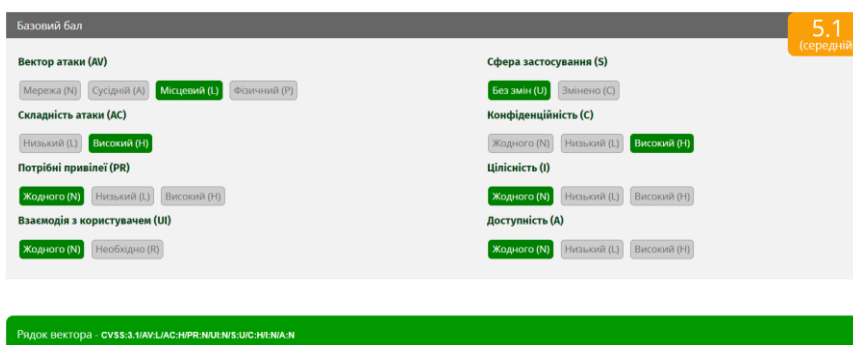 Базовий бал
5.1
(середній
Вектор атаки (AV)
Мережа (N) Сусідній (A) Місцевий (L) Фізичний (P)
Складність атаки (AC)
Низький (L) Високий (H)
Потрібні привілеї (PR)
Жодного (N) Низький (L) Високий (H)
Взаємодія з користувачем (UI)
Жодного (N) Необхідно (R)
Сфера застосування (S)
Без змін (U) Змінено (C)
Конфіденційність (C)
Жодного (N) Низький (L) Високий (H)
Цілісність (I)
Жодного (N) Низький (L) Високий (H)
Доступність (A)
Жодного (N) Низький (L) Високий (H)
Рядок вектора - CVSS:3.1/AV:L/AC:H/PR:N/UI:N/S:U/C:H/I:N/A:N